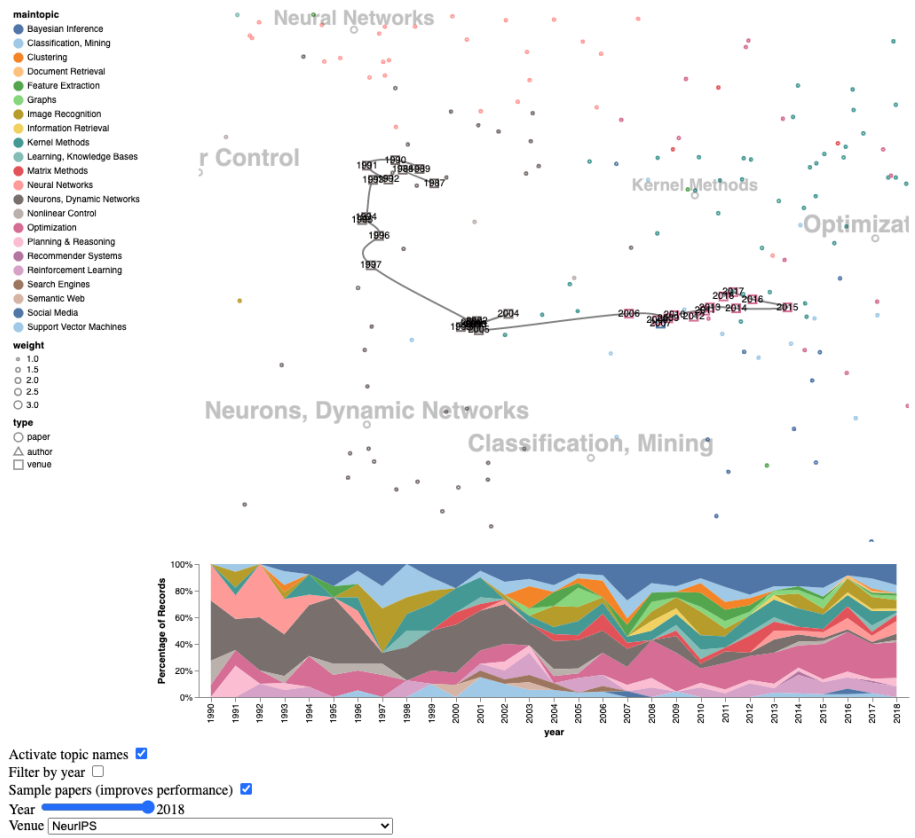 maintopic
Bayesian Inference
Classification, Mining
Clustering
Document Retrieval
Feature Extraction
Graphs
Image Recognition
Information Retrieval
Kernel Methods
Learning, Knowledge Bases
Matrix Methods
Neural Networks
Neurons, Dynamic Networks
Nonlinear Control
Optimization
Planning & Reasoning
Recommender Systems
Reinforcement Learning
Search Engines
Semantic Web
Social Media
Support Vector Machines
weight
1.0
1.5
2.0
2.5
3.0
type
paper
author
venue
Neural Networks
r Control
Kernel Methods
Optimizat
Neurons, Dynamic Networks
Classification, Mining
1990
1991
1992
1987
1996
1997
2004
2005
2006
2007
2012
2013
2014
2015
2016
2017
Percentage of Records
100%
80%
60%
40%
20%
0%
1990 1991 1992 1993 1994 1995 1996 1997 1998 1999 2000 2001 2002 2003 2004 2005 2006 2007 2008 2009 2010 2011 2012 2013 2014 2015 2016 2017 2018
year
Activate topic names
Filter by year
Sample papers (improves performance)
Year 2018
Venue NeurIPS